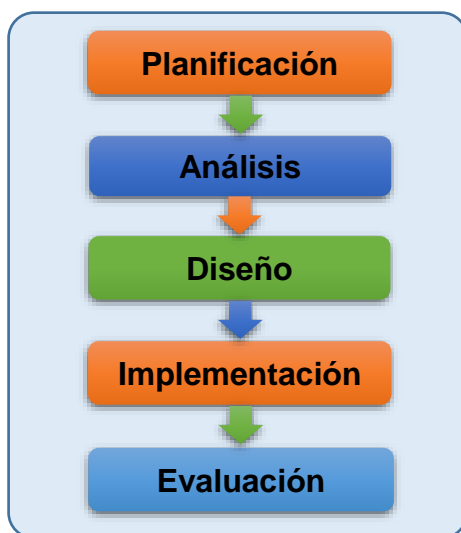 Planificación
Análisis
Diseño
Implementación
Evaluación